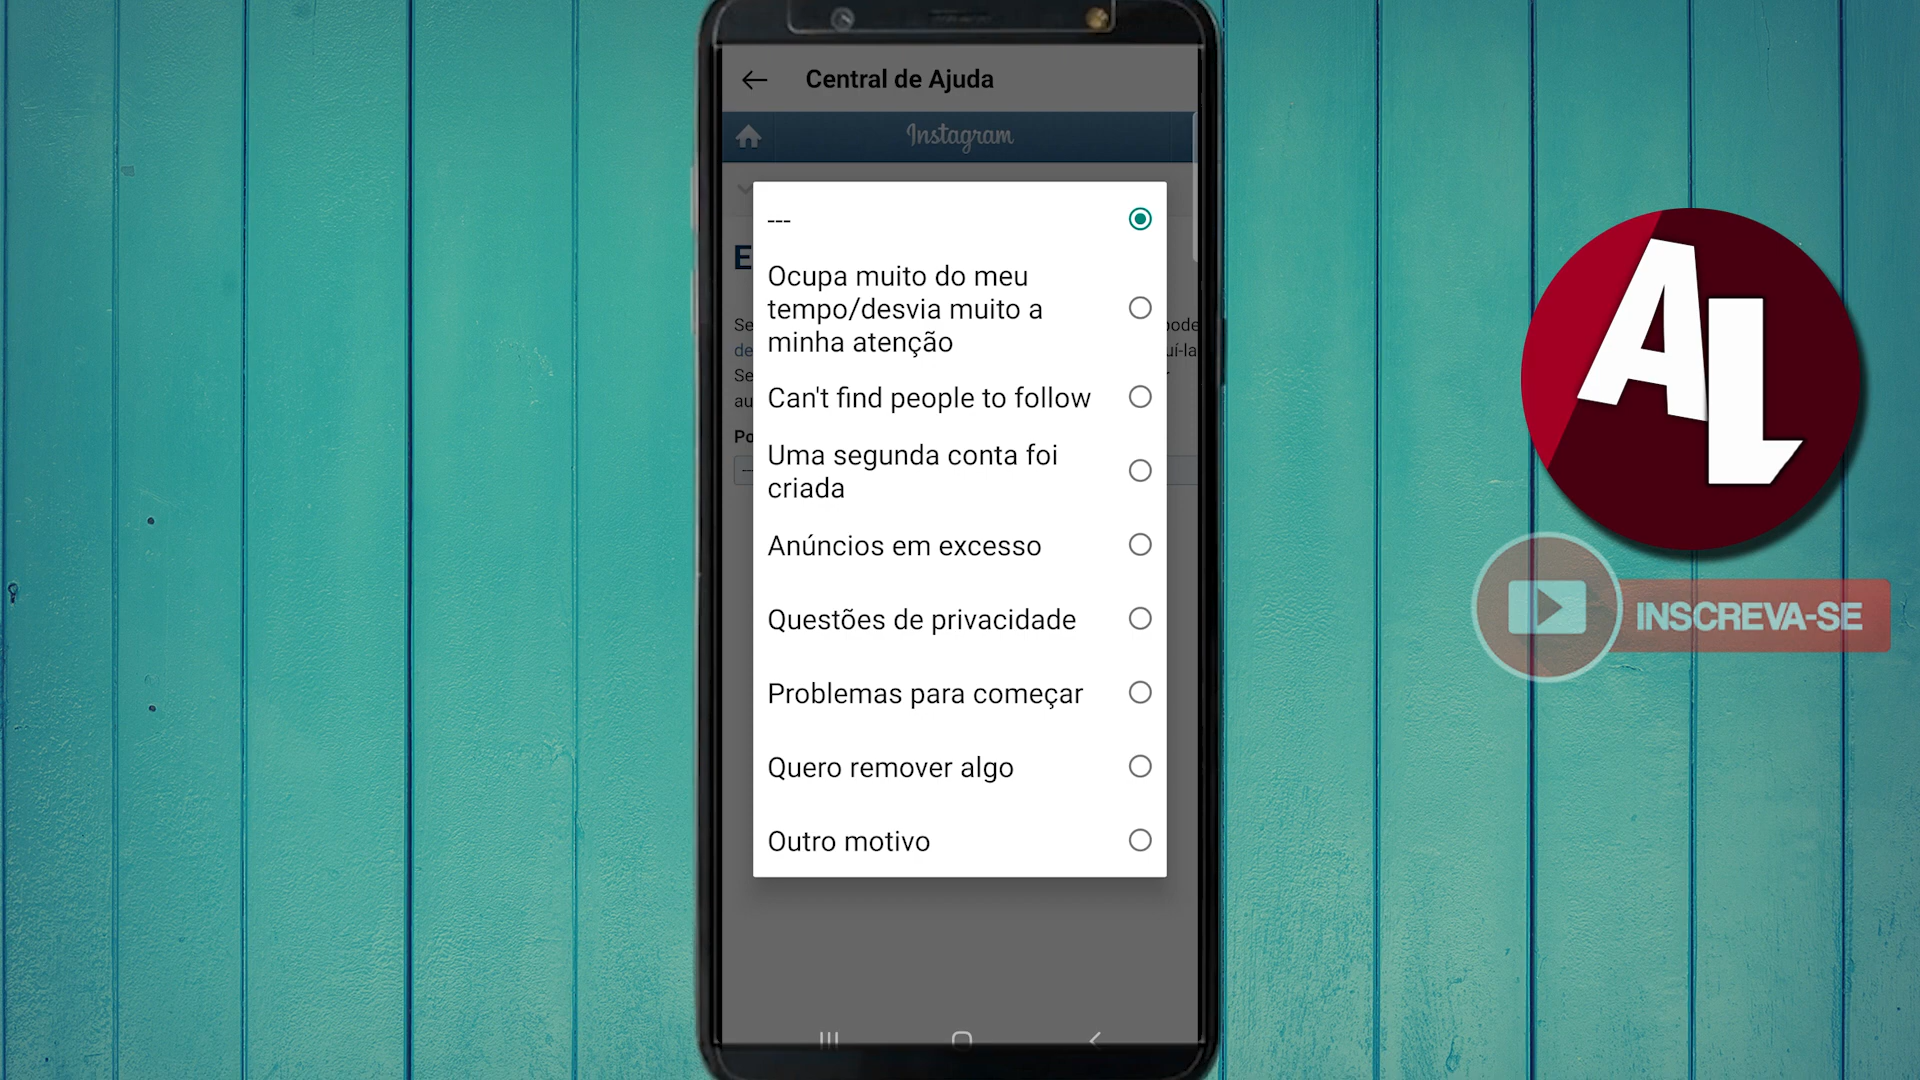 Central de Ajuda
Instagram
---
Ocupa muito do meu
tempo/desvia muito a
minha atenção
Can't find people to follow
Uma segunda conta foi
criada
Anúncios em excesso
Questões de privacidade
Problemas para começar
Quero remover algo
Outro motivo
AL
INSCREVA-SE